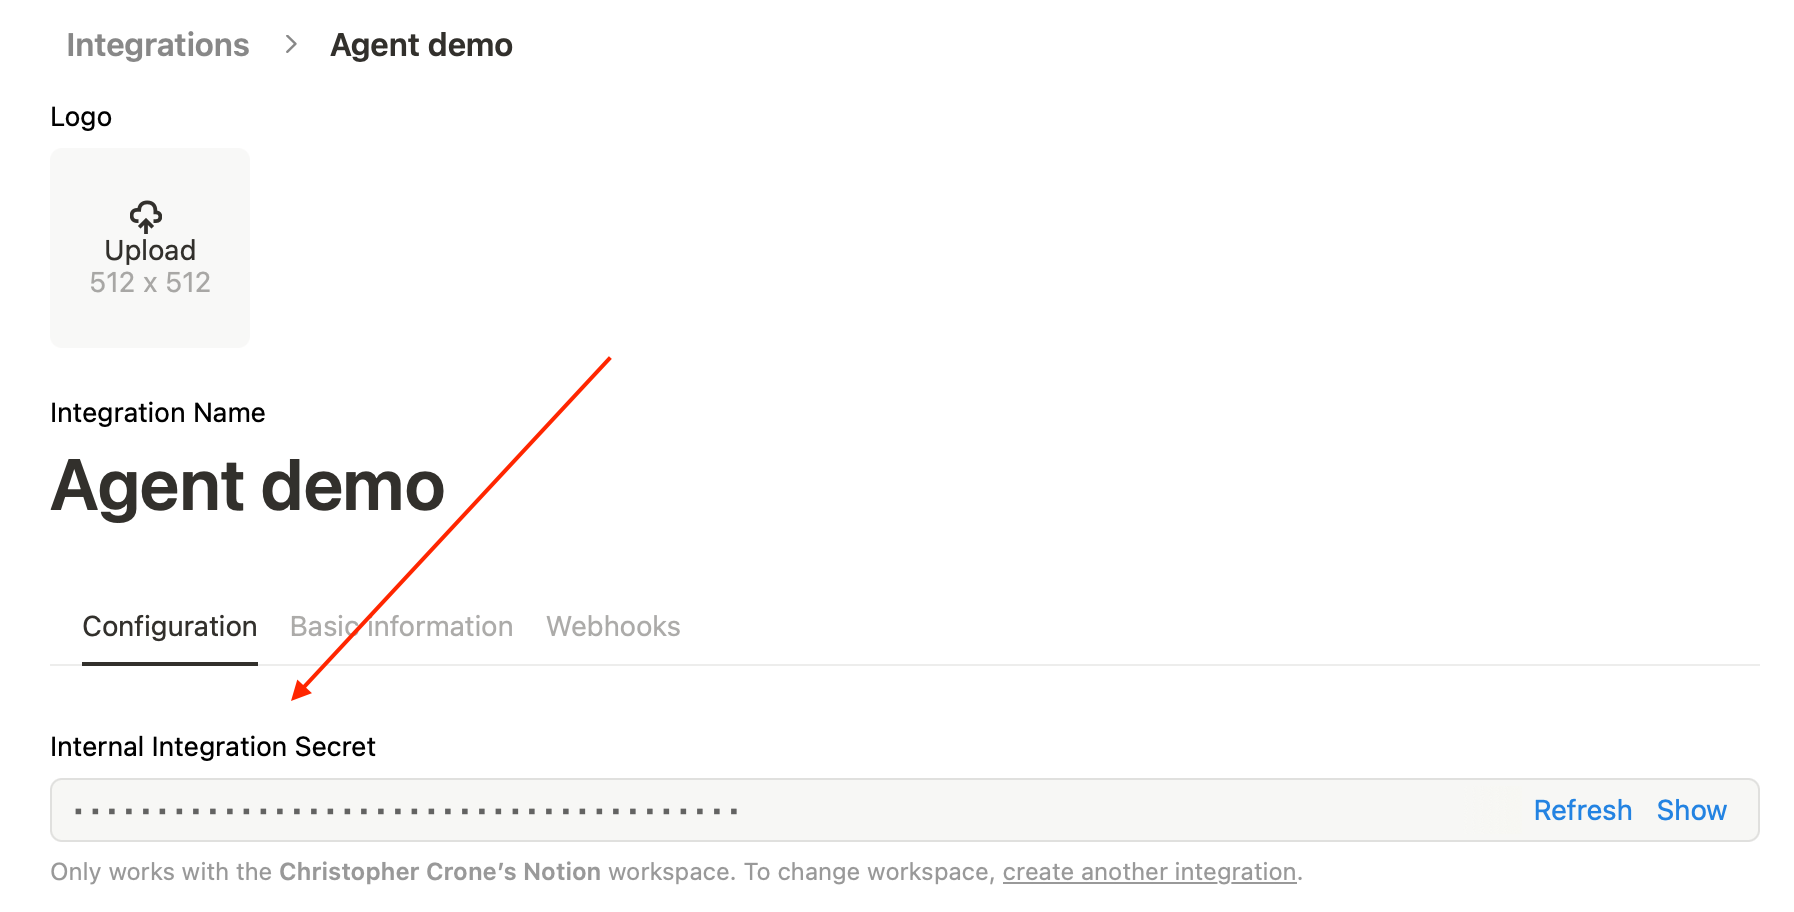 Integrations > Agent demo
Logo
Upload
512 x 512
Integration Name
Agent demo
Configuration Basic information Webhooks
Internal Integration Secret
Refresh Show
Only works with the Christopher Crone’s Notion workspace. To change workspace, create another integration.